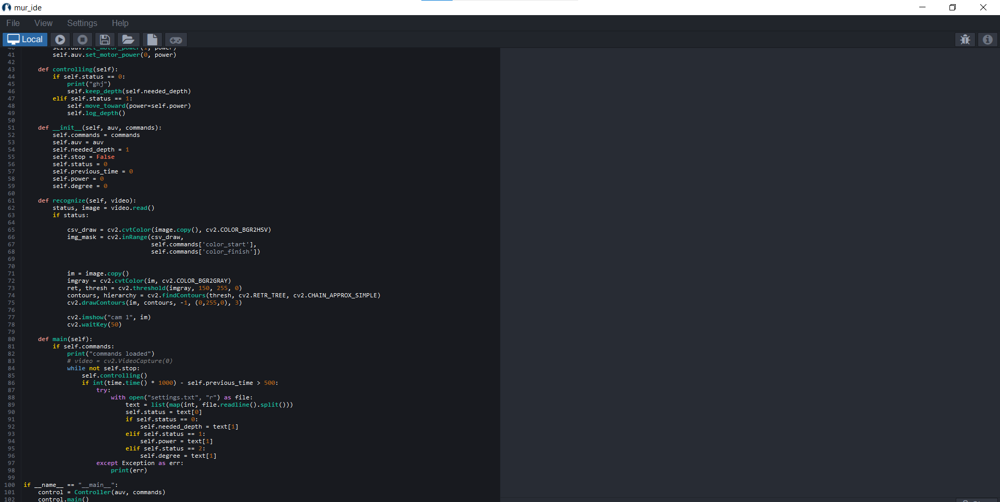 mur_ide
File View Settings Help
Local
40 self.auv.set_motor_power(1, power)
41 self.auv.set_motor_power(0, power)
42
43 def controlling(self):
44 if self.status == 0:
45 print("ghj")
46 self.keep_depth(self.needed_depth)
47 elif self.status == 1:
48 self.move_toward(power=self.power)
49 self.log_depth()
50
51 def __init__(self, auv, commands):
52 self.commands = commands
53 self.auv = auv
54 self.needed_depth = 1
55 self.stop = False
56 self.status = 0
57 self.previous_time = 0
58 self.power = 0
59 self.degree = 0
60
61 def recognize(self, video):
62 status, image = video.read()
63 if status:
64
65 csv_draw = cv2.cvtColor(image.copy(), cv2.COLOR_BGR2HSV)
66 img_mask = cv2.inRange(csv_draw,
67 self.commands['color_start'],
68 self.commands['color_finish'])
69
70
71 im = image.copy()
72 imgray = cv2.cvtColor(im, cv2.COLOR_BGR2GRAY)
73 ret, thresh = cv2.threshold(imgray, 150, 255, 0)
74 contours, hierarchy = cv2.findContours(thresh, cv2.RETR_TREE, cv2.CHAIN_APPROX_SIMPLE)
75 cv2.drawContours(im, contours, -1, (0,255,0), 3)
76
77 cv2.imshow("cam 1", im)
78 cv2.waitKey(50)
79
80 def main(self):
81 if self.commands:
82 print("commands loaded")
83 # video = cv2.VideoCapture(0)
84 while not self.stop:
85 self.controlling()
86 if int(time.time() * 1000) - self.previous_time > 500:
87 try:
88 with open("settings.txt", "r") as file:
89 text = list(map(int, file.readline().split()))
90 self.status = text[0]
91 if self.status == 0:
92 self.needed_depth = text[1]
93 elif self.status == 1:
94 self.power = text[1]
95 elif self.status == 2:
96 self.degree = text[1]
97 except Exception as err:
98 print(err)
99
100 if __name__ == "__main__":
101 control = Controller(auv, commands)
102 control.main()